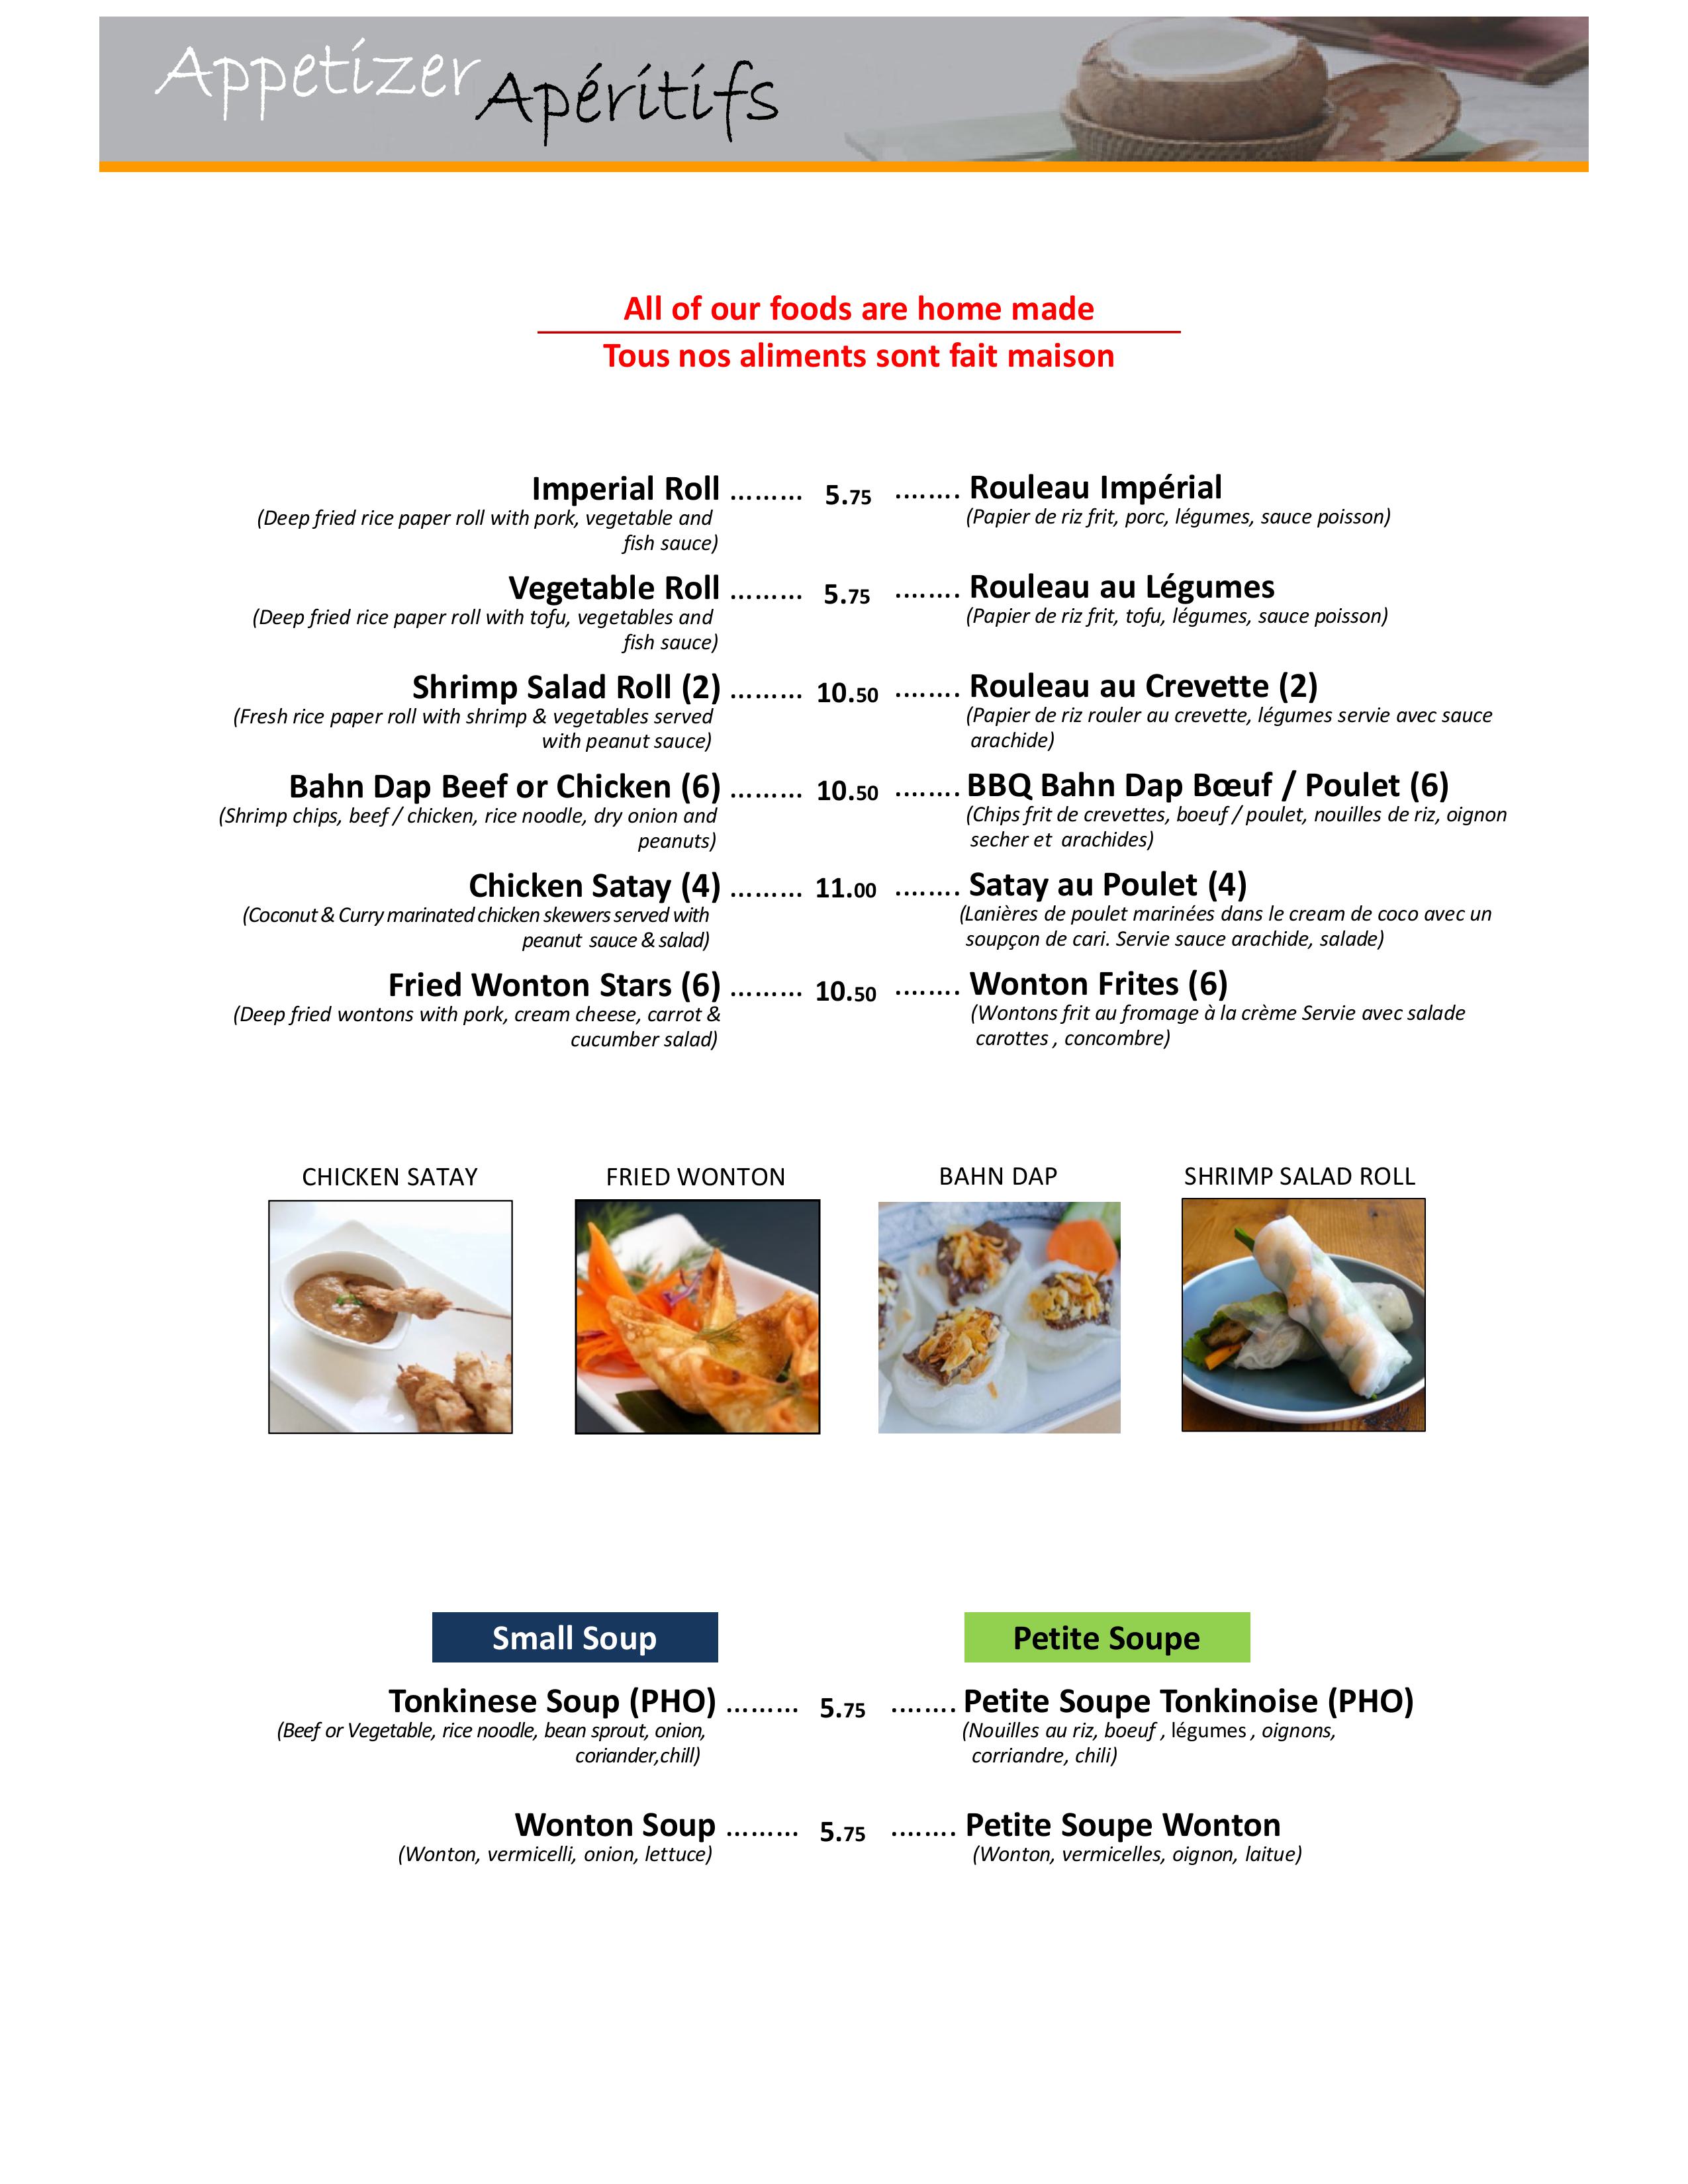 Appetizer Apéritifs
All of our foods are home made
Tous nos aliments sont fait maison
Imperial Roll ......... 5.75 ........ Rouleau Impérial
(Deep fried rice paper roll with pork, vegetable and (Papier de riz frit, porc, légumes, sauce poisson)
fish sauce)
Vegetable Roll ......... 5.75 ........ Rouleau au Légumes
(Deep fried rice paper roll with tofu, vegetables and (Papier de riz frit, tofu, légumes, sauce poisson)
fish sauce)
Shrimp Salad Roll (2) ......... 10.50 ........ Rouleau au Crevette (2)
(Fresh rice paper roll with shrimp & vegetables served (Papier de riz rouler au crevette, légumes servie avec sauce
with peanut sauce) arachide)
Bahn Dap Beef or Chicken (6) ......... 10.50 ........ BBQ Bahn Dap Bœuf / Poulet (6)
(Shrimp chips, beef / chicken, rice noodle, dry onion and (Chips frit de crevettes, boeuf / poulet, nouilles de riz, oignon
peanuts) secher et arachides)
Chicken Satay (4) ......... 11.00 ........ Satay au Poulet (4)
(Coconut & Curry marinated chicken skewers served with (Lanières de poulet marinées dans le cream de coco avec un
peanut sauce & salad) soupçon de cari. Servie sauce arachide, salade)
Fried Wonton Stars (6) ......... 10.50 ........ Wonton Frites (6)
(Deep fried wontons with pork, cream cheese, carrot & (Wontons frit au fromage à la crème Servie avec salade
cucumber salad) carottes , concombre)
CHICKEN SATAY FRIED WONTON BAHN DAP SHRIMP SALAD ROLL
Small Soup Petite Soupe
Tonkinese Soup (PHO) ......... 5.75 ........ Petite Soupe Tonkinoise (PHO)
(Beef or Vegetable, rice noodle, bean sprout, onion, (Nouilles au riz, boeuf , légumes , oignons,
coriander,chill) corriandre, chili)
Wonton Soup ......... 5.75 ........ Petite Soupe Wonton
(Wonton, vermicelli, onion, lettuce) (Wonton, vermicelles, oignon, laitue)